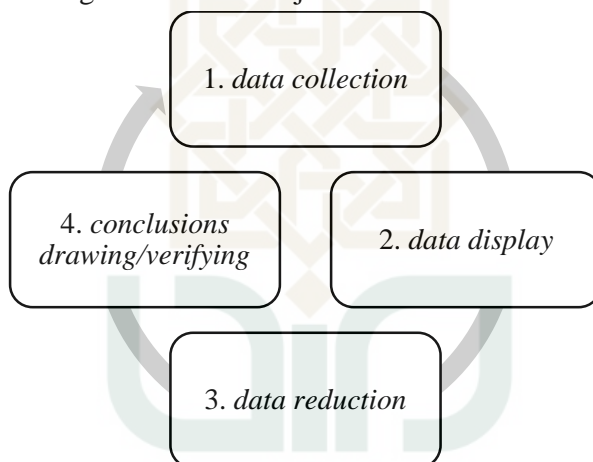 1. data collection
4. conclusions
drawing/verifying
2. data display
3. data reduction